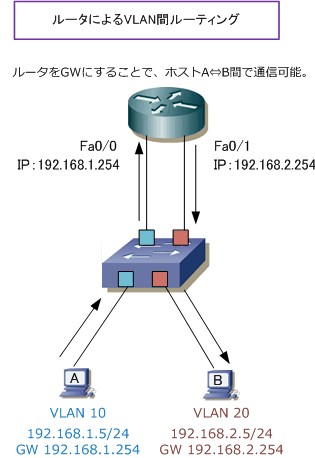 ルータによるVLAN間ルーティング
ルータをGWにすることで、ホストA⇔B間で通信可能。
Fa0/0
IP：192.168.1.254
Fa0/1
IP：192.168.2.254
A
B
VLAN 10
192.168.1.5/24
GW 192.168.1.254
VLAN 20
192.168.2.5/24
GW 192.168.2.254